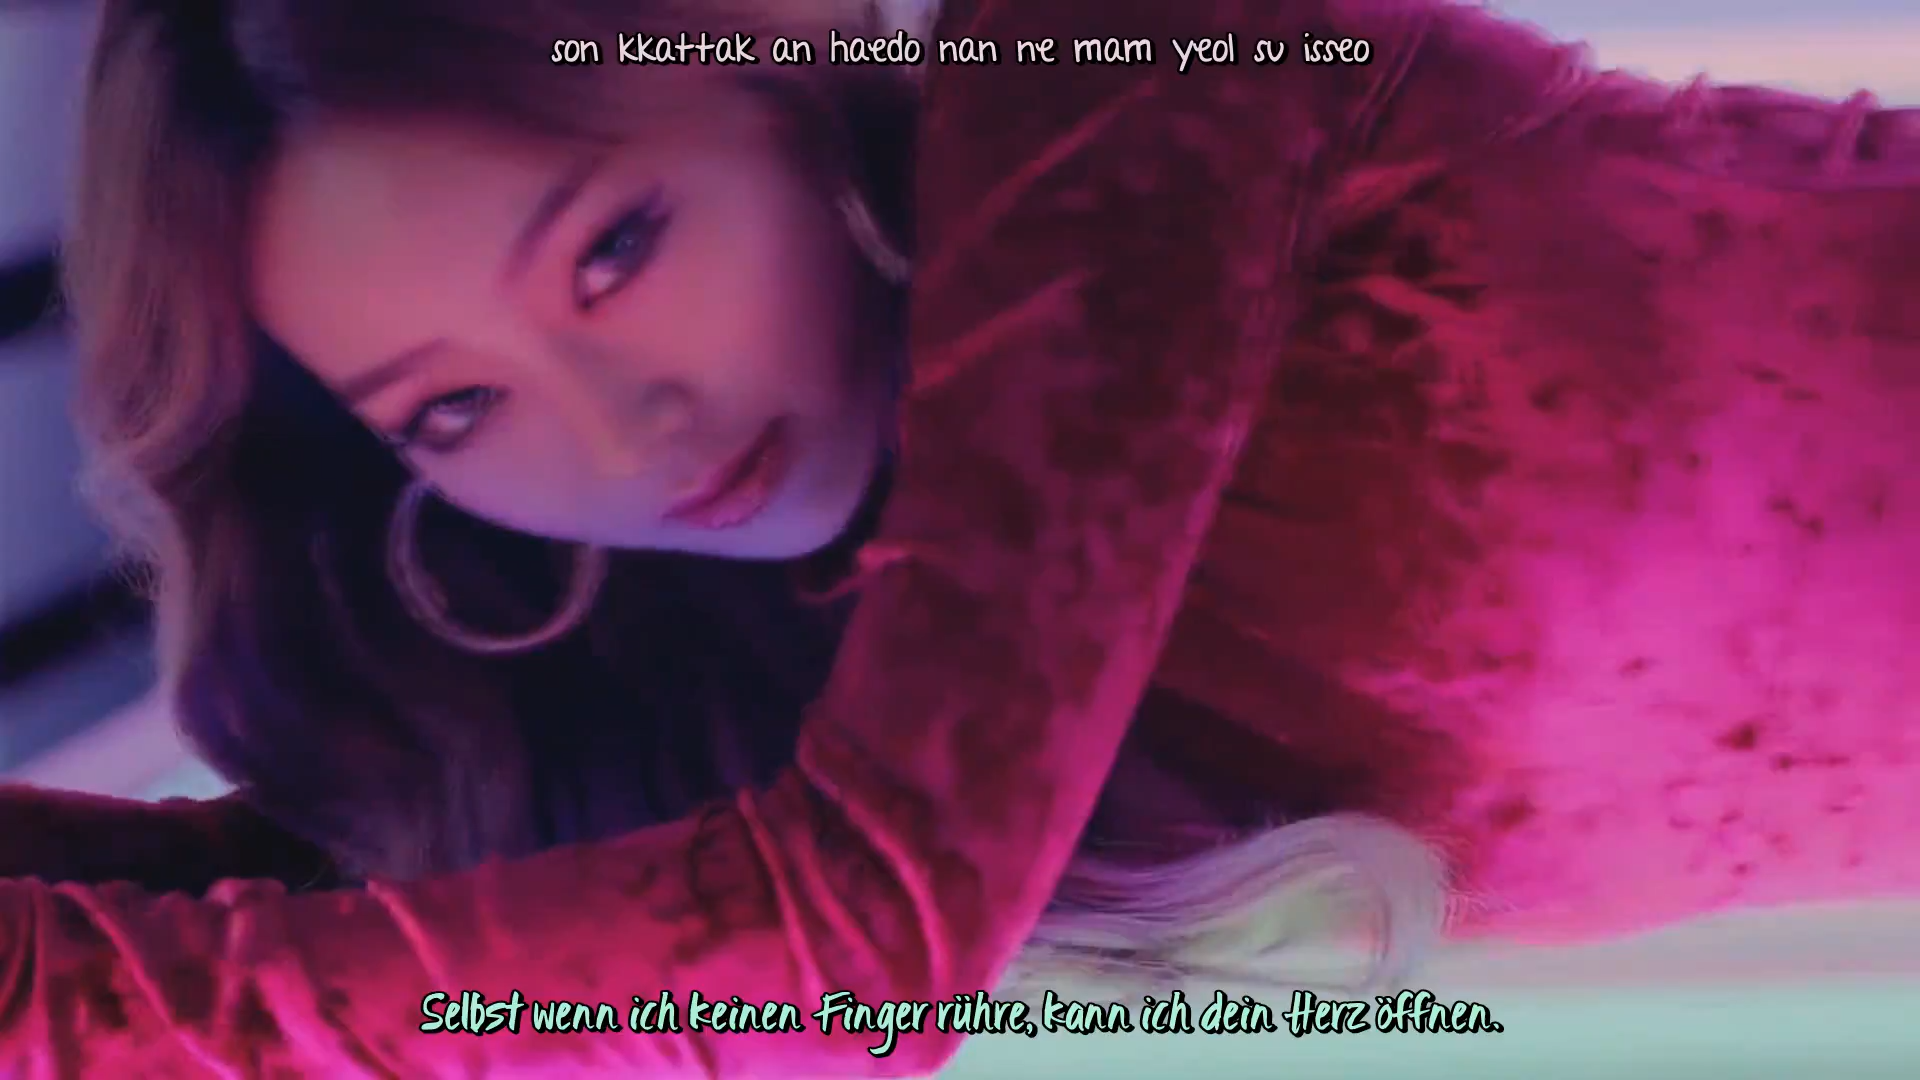 son kkattak an haedo nan ne mam yeol su isseo
Selbst wenn ich keinen Finger rühre, kann ich dein Herz öffnen.